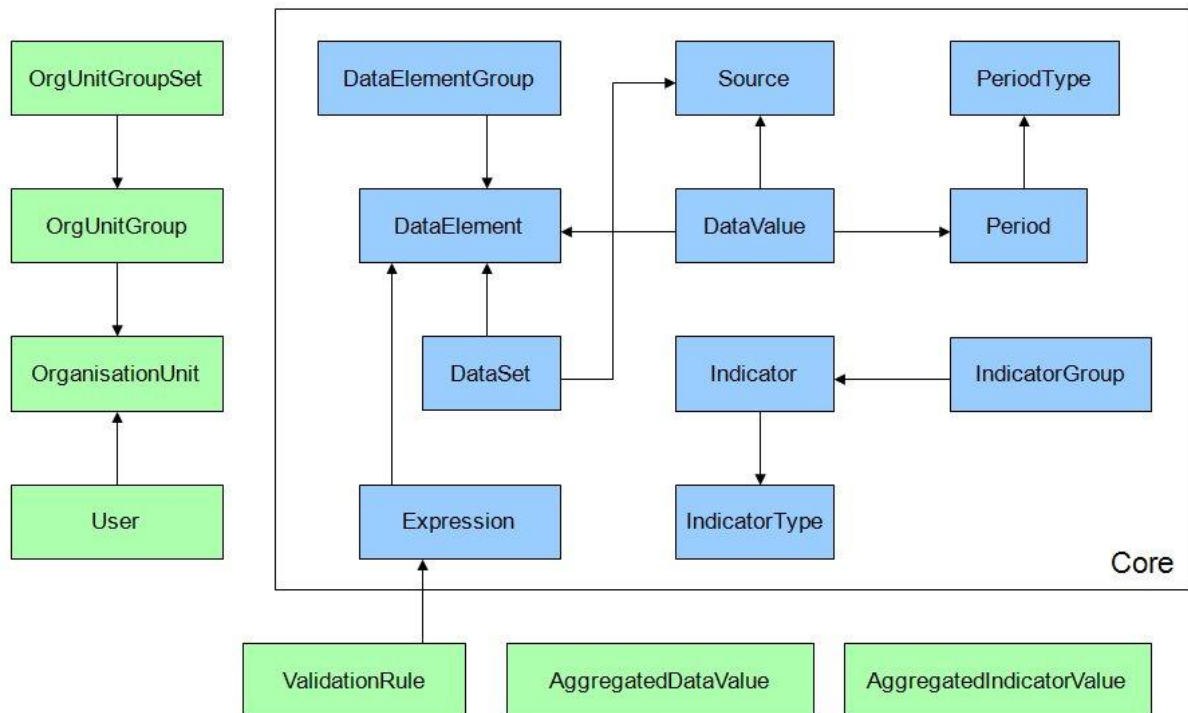 OrgUnitGroupSet
DataElementGroup
Source
PeriodType
OrgUnitGroup
DataElement
DataValue
Period
OrganisationUnit
DataSet
Indicator
IndicatorGroup
User
Expression
IndicatorType
Core
ValidationRule
AggregatedDataValue
AggregatedIndicatorValue